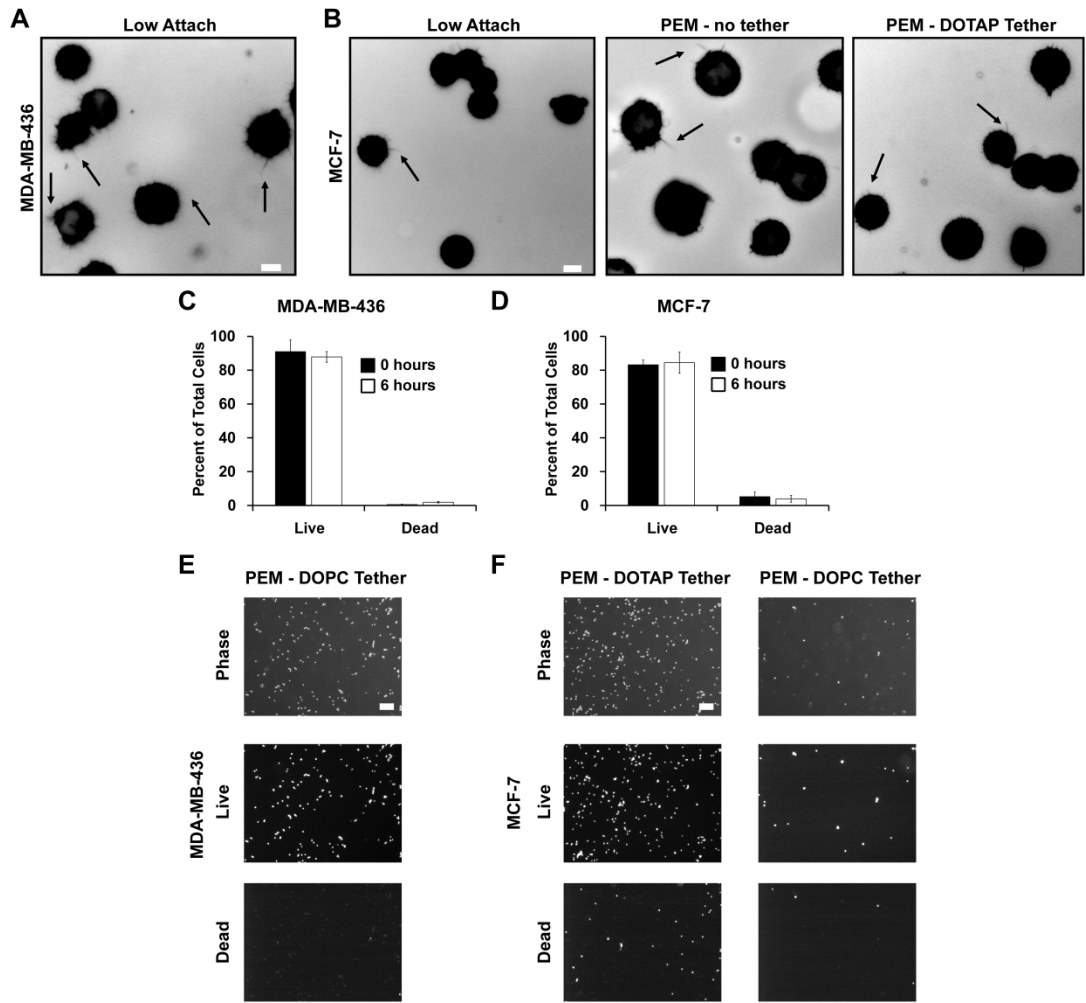 A
Low Attach
MDA-MB-436
B
Low Attach
PEM - no tether
PEM - DOTAP Tether
MCF-7
C
MDA-MB-436
Percent of Total Cells
100
80
60
40
20
0
0 hours
6 hours
Live
Dead
D
MCF-7
Percent of Total Cells
100
80
60
40
20
0
0 hours
6 hours
Live
Dead
E
PEM - DOPC Tether
MDA-MB-436
Phase
Live
Dead
F
PEM - DOTAP Tether
PEM - DOPC Tether
MCF-7
Phase
Live
Dead